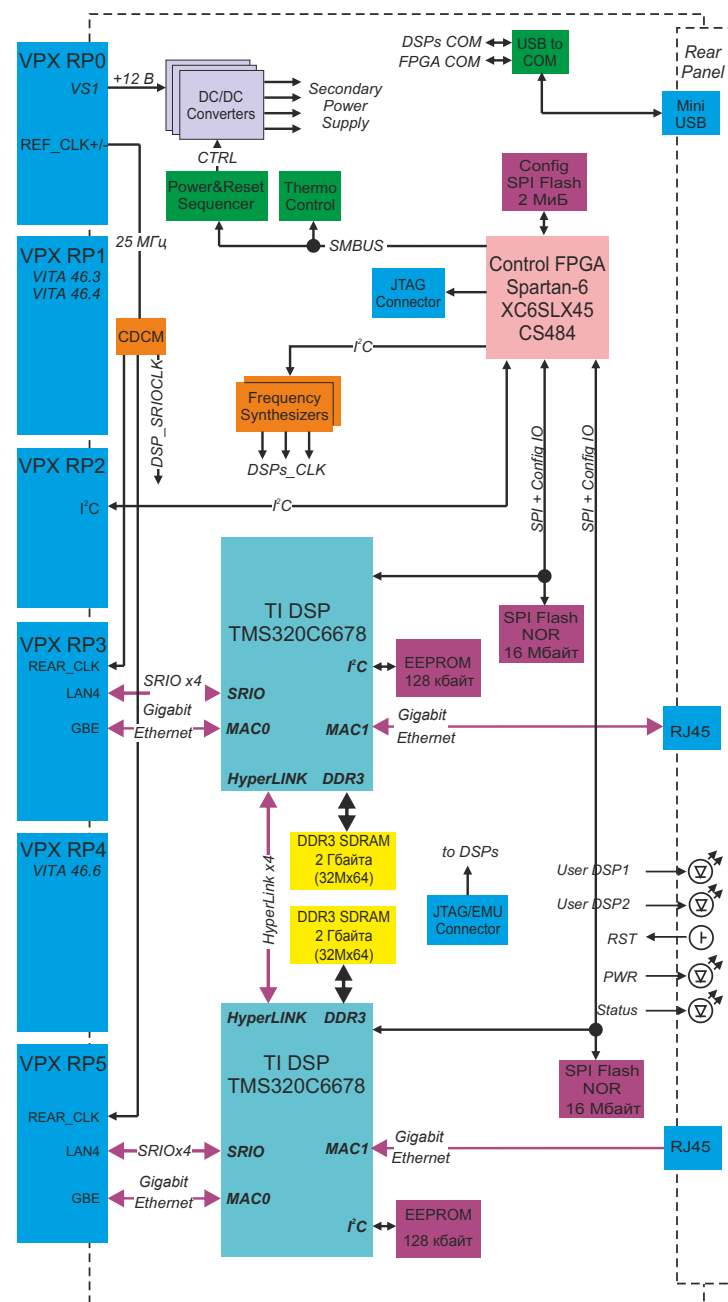 VPX RP0
VS1
+12 В
REF_CLK+/-
DC/DC
Converters
Secondary
Power
Supply
CTRL
Power&Reset
Sequencer
Thermo
Control
DSPs COM
FPGA COM
USB to
COM
Rear
Panel
Mini
USB
Config
SPI Flash
2 МиБ
25 МГц
SMBUS
VPX RP1
VITA 46.3
VITA 46.4
JTAG
Connector
Control FPGA
Spartan-6
XC6SLX45
CS484
CDCM
DSP_SRIOCLK
I²C
Frequency
Synthesizers
DSPs_CLK
SPI + Config IO
SPI + Config IO
VPX RP2
I²C
I²C
TI DSP
TMS320C6678
SPI Flash
NOR
16 Мбайт
VPX RP3
REAR_CLK
LAN4
GBE
SRIO x4
Gigabit
Ethernet
SRIO
MAC0
I²C
EEPROM
128 кбайт
MAC1
Gigabit
Ethernet
RJ45
HyperLINK
DDR3
HyperLink x4
DDR3 SDRAM
2 Гбайта
(32Mx64)
VPX RP4
VITA 46.6
to DSPs
JTAG/EMU
Connector
DDR3 SDRAM
2 Гбайта
(32Mx64)
User DSP1
User DSP2
RST
PWR
Status
HyperLINK
DDR3
TI DSP
TMS320C6678
SPI Flash
NOR
16 Мбайт
VPX RP5
REAR_CLK
LAN4
GBE
SRIOx4
Gigabit
Ethernet
SRIO
MAC0
MAC1
Gigabit
Ethernet
RJ45
I²C
EEPROM
128 кбайт